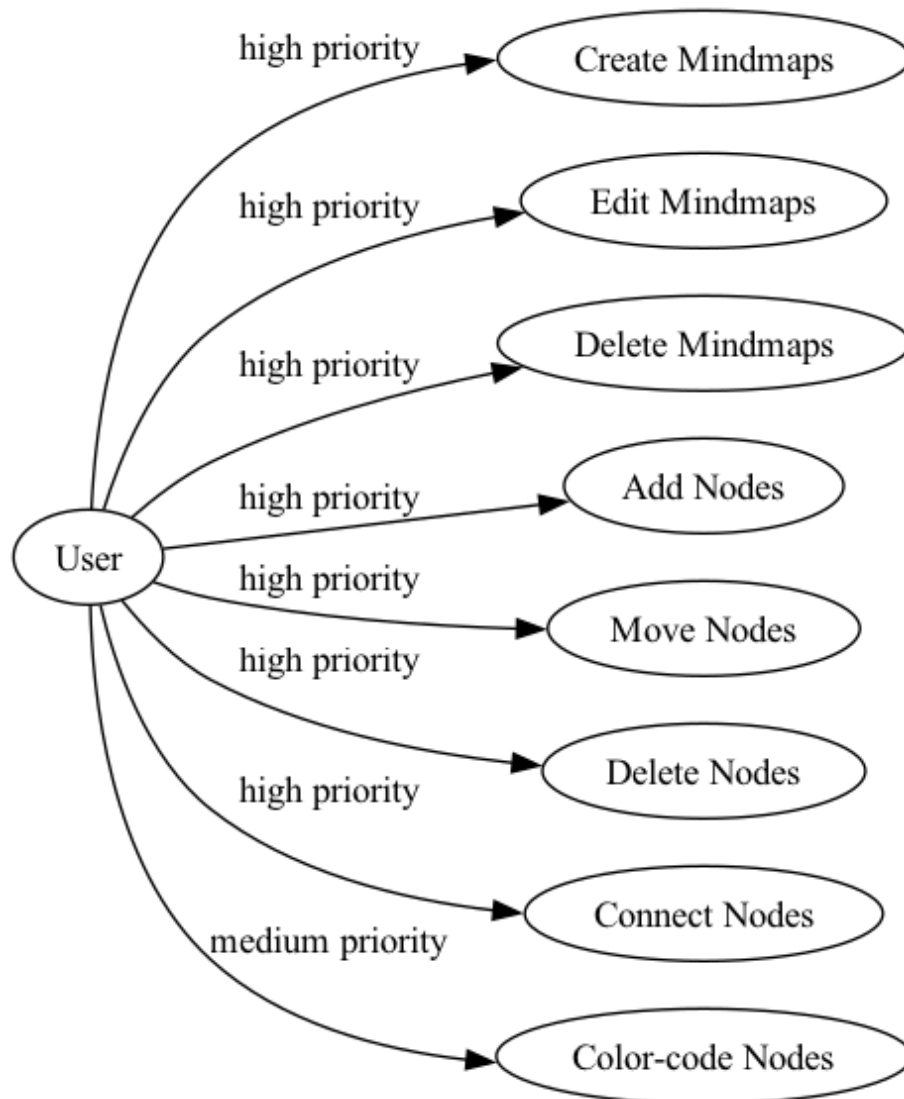 high priority
Create Mindmaps
high priority
Edit Mindmaps
high priority
Delete Mindmaps
high priority
Add Nodes
User
high priority
Move Nodes
high priority
Delete Nodes
high priority
Connect Nodes
medium priority
Color-code Nodes